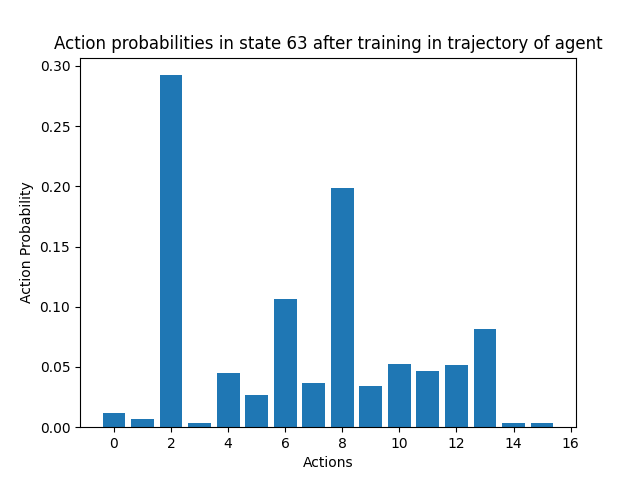 Action probabilities in state 63 after training in trajectory of agent
0.30
0.25
0.20
0.15
0.10
0.05
0.00
Action Probability
0 2 4 6 8 10 12 14 16
Actions